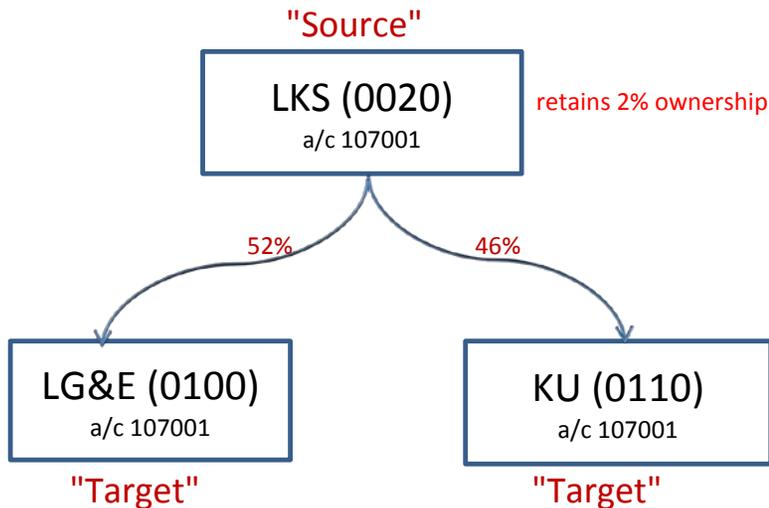 "Source"
LKS (0020)
a/c 107001
retains 2% ownership
52%
46%
LG&E (0100)
a/c 107001
KU (0110)
a/c 107001
"Target"
"Target"